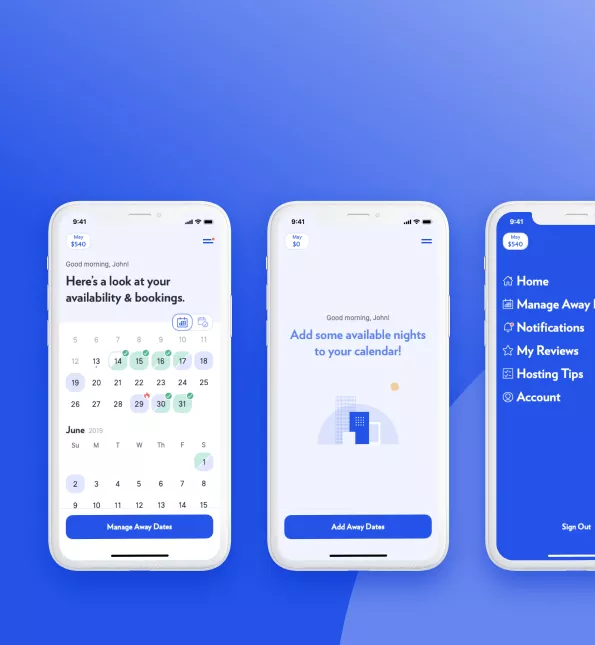 9:41
May
$540
Good morning, John!
Here's a look at your
availability & bookings.
5 6 7 8 9 10 11
12 13 14 15 16 17 18
19 20 21 22 23 24 25
26 27 28 29 30 31
June 2019
Su M T W Th F S
1
2 3 4 5 6 7 8
9 10 11 12 13 14 15
Manage Away Dates
9:41
May
$0
Good morning, John!
Add some available nights
to your calendar!
Add Away Dates
9:41
May
$540
Home
Manage Away
Notifications
My Reviews
Hosting Tips
Account
Sign Out